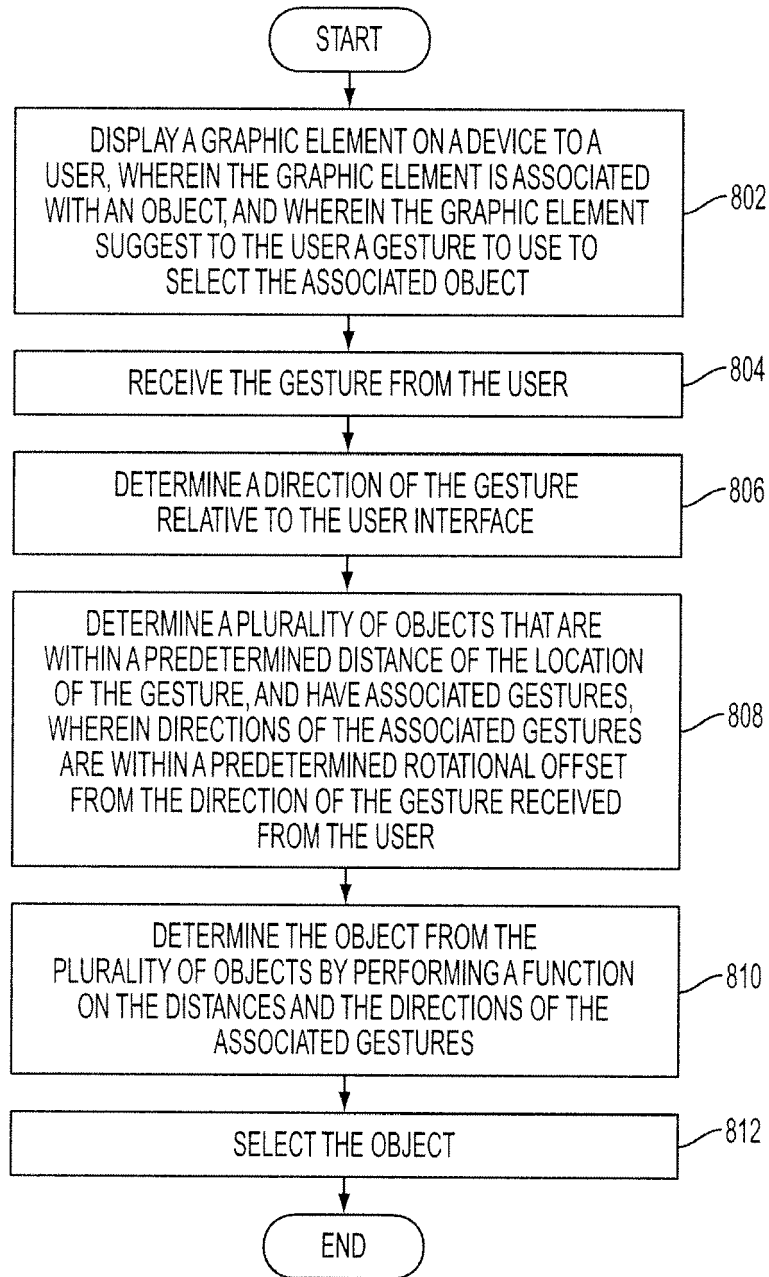 START
DISPLAY A GRAPHIC ELEMENT ON A DEVICE TO A
USER, WHEREIN THE GRAPHIC ELEMENT IS ASSOCIATED
WITH AN OBJECT, AND WHEREIN THE GRAPHIC ELEMENT
SUGGEST TO THE USER A GESTURE TO USE TO
SELECT THE ASSOCIATED OBJECT
802
RECEIVE THE GESTURE FROM THE USER
804
DETERMINE A DIRECTION OF THE GESTURE
RELATIVE TO THE USER INTERFACE
806
DETERMINE A PLURALITY OF OBJECTS THAT ARE
WITHIN A PREDETERMINED DISTANCE OF THE LOCATION
OF THE GESTURE, AND HAVE ASSOCIATED GESTURES,
WHEREIN DIRECTIONS OF THE ASSOCIATED GESTURES
ARE WITHIN A PREDETERMINED ROTATIONAL OFFSET
FROM THE DIRECTION OF THE GESTURE RECEIVED
FROM THE USER
808
DETERMINE THE OBJECT FROM THE
PLURALITY OF OBJECTS BY PERFORMING A FUNCTION
ON THE DISTANCES AND THE DIRECTIONS OF THE
ASSOCIATED GESTURES
810
SELECT THE OBJECT
812
END